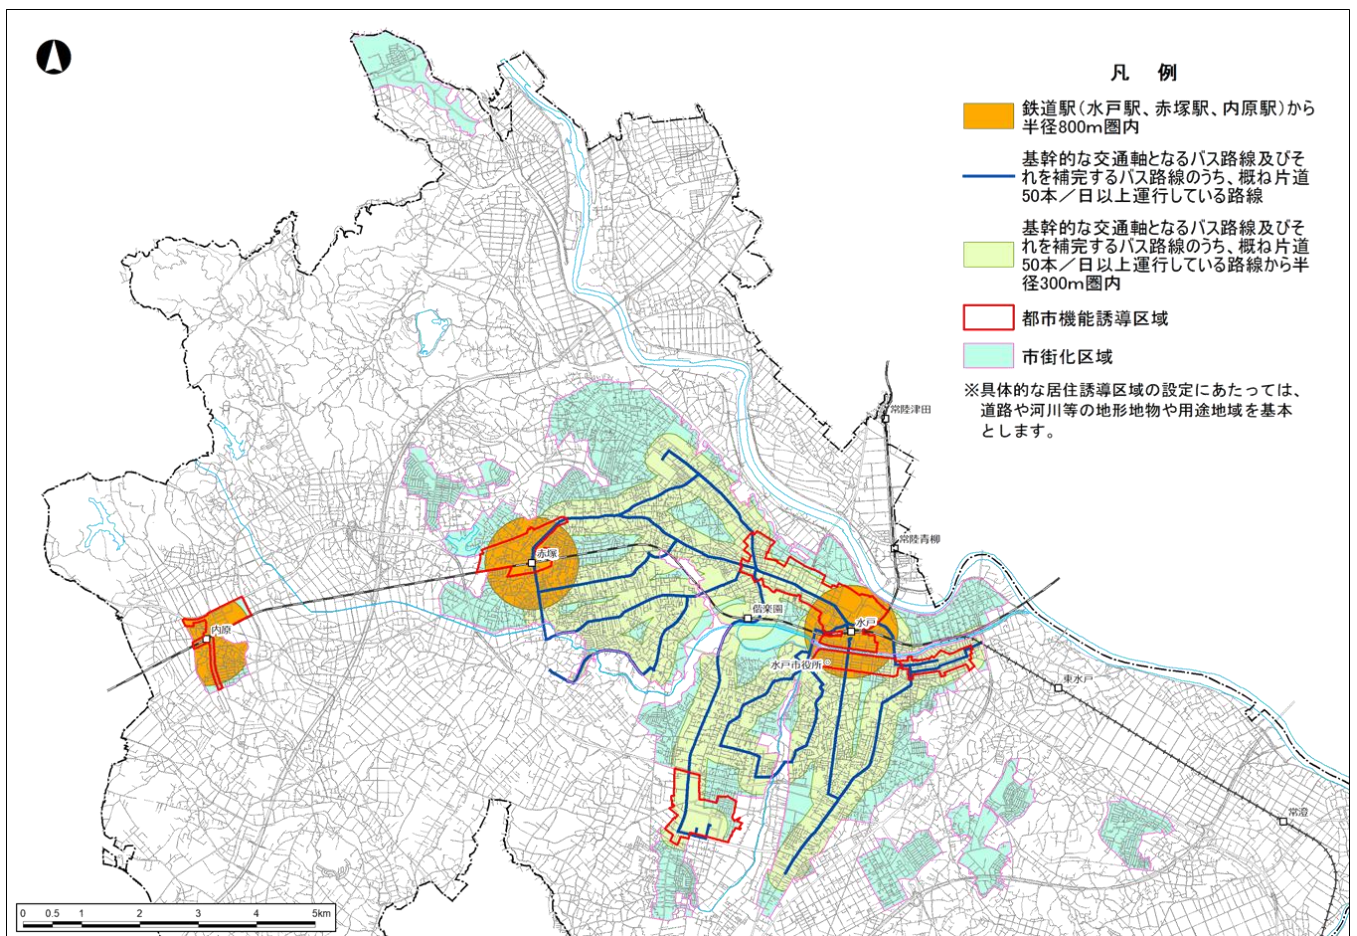 凡 例
鉄道駅(水戸駅、赤塚駅、内原駅)から
半径800m圏内
基幹的な交通軸となるバス路線及びそ
れを補完するバス路線のうち、概ね片道
50本/日以上運行している路線
基幹的な交通軸となるバス路線及びそ
れを補完するバス路線のうち、概ね片道
50本/日以上運行している路線から半
径300m圏内
都市機能誘導区域
市街化区域
※具体的な居住誘導区域の設定にあたっては、
道路や河川等の地形地物や用途地域を基本
とします。
常陸津田
常陸青柳
赤塚
偕楽園
水戸
内原
水戸市役所
東水戸
常澄
0 0.5 1 2 3 4 5km